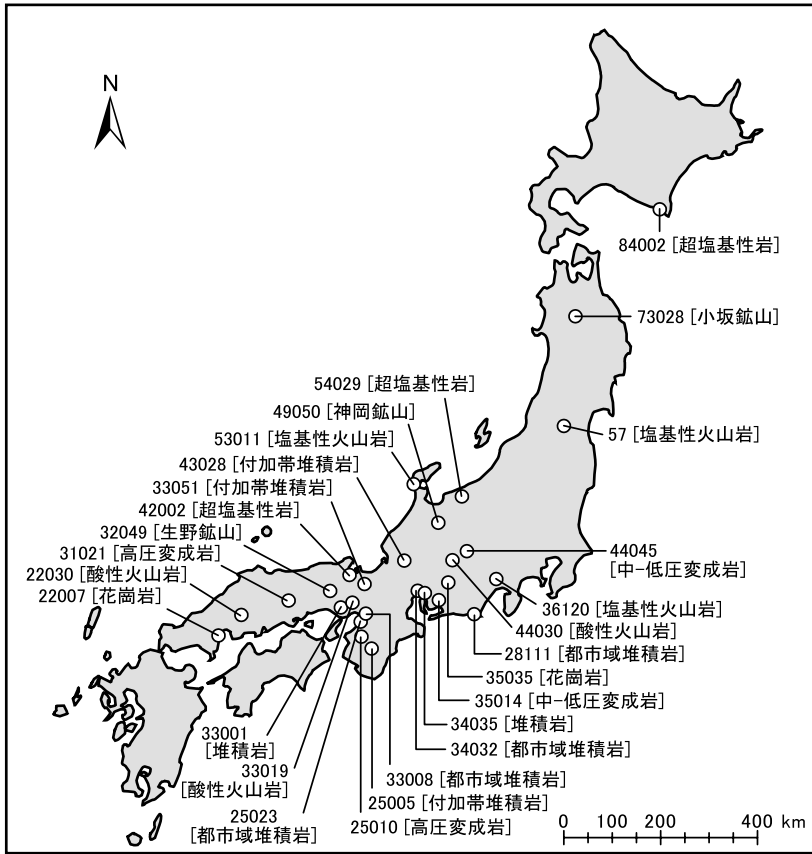 N
84002 [超塩基性岩]
73028 [小坂鉱山]
54029 [超塩基性岩]
49050 [神岡鉱山]
53011 [塩基性火山岩]
57 [塩基性火山岩]
43028 [付加帯堆積岩]
33051 [付加帯堆積岩]
42002 [超塩基性岩]
32049 [生野鉱山]
31021 [高圧変成岩]
22030 [酸性火山岩]
22007 [花崗岩]
44045
[中-低圧変成岩]
36120 [塩基性火山岩]
44030 [酸性火山岩]
28111 [都市域堆積岩]
35035 [花崗岩]
35014 [中-低圧変成岩]
34035 [堆積岩]
34032 [都市域堆積岩]
33001
[堆積岩]
33019
[酸性火山岩]
33008 [都市域堆積岩]
25005 [付加帯堆積岩]
25023
[都市域堆積岩]
25010 [高圧変成岩]
0 200 200 400 km